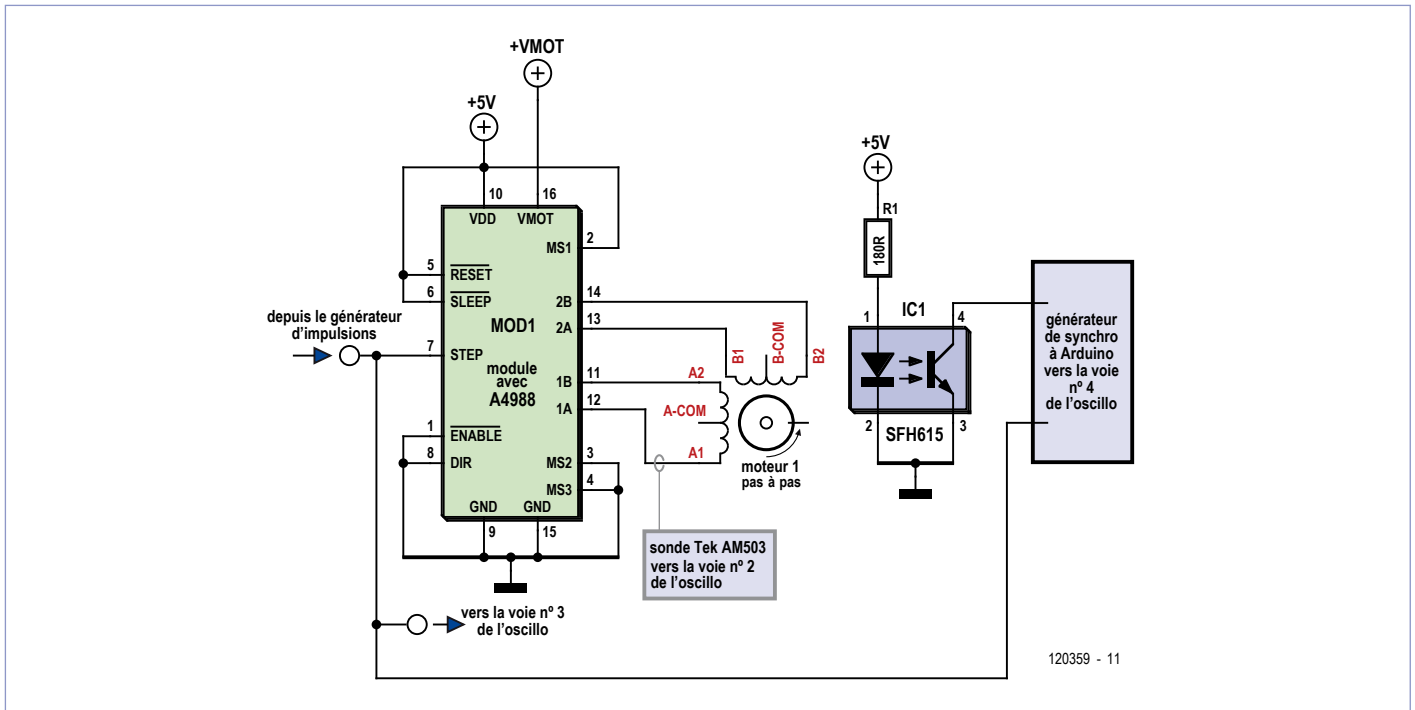 +VMOT
+5V
10
16
VDD
VMOT
MS1
2
5
RESET
6
SLEEP
2B
14
MOD1
2A
13
depuis le générateur
d'impulsions
7
STEP
module
avec
A4988
1B
11
1A
12
1
ENABLE
8
DIR
MS2
3
MS3
4
GND
GND
9
15
B1
B-COM
B2
A2
A-COM
A1
moteur 1
pas à pas
sonde Tek AM503
vers la voie nº 2
de l'oscillo
vers la voie nº 3
de l'oscillo
+5V
R1
180R
1
IC1
4
2
3
SFH615
générateur
de synchro
à Arduino
vers la voie
nº 4
de l'oscillo
120359 - 11